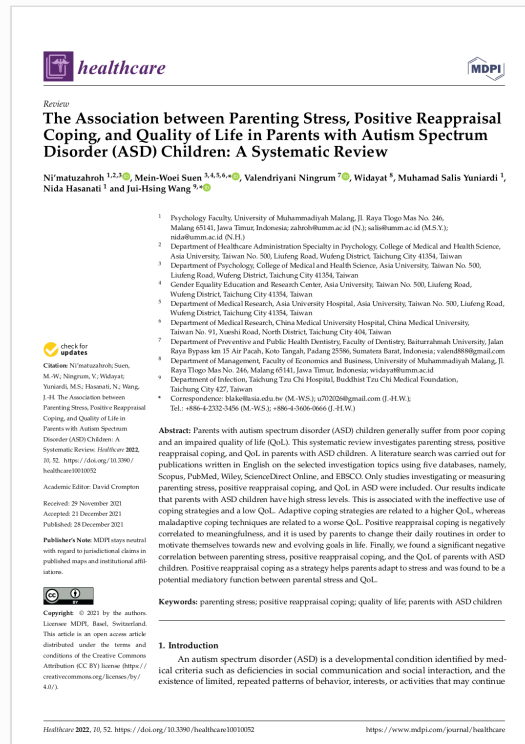 healthcare
MDPI
Review
The Association between Parenting Stress, Positive Reappraisal
Coping, and Quality of Life in Parents with Autism Spectrum
Disorder (ASD) Children: A Systematic Review
Ni'matuzahroh 1,2,3, Mein-Woei Suen 3,4,5,6,*, Valendriyani Ningrum 7, Widayat 8, Muhamad Salis Yuniardi 1,
Nida Hasanati 1 and Jui-Hsing Wang 9,*
1 Psychology Faculty, University of Muhammadiyah Malang, Jl. Raya Tlogo Mas No. 246,
Malang 65141, Jawa Timur, Indonesia; zahroh@umm.ac.id (N.); salis@umm.ac.id (M.S.Y.);
nida@umm.ac.id (N.H.)
2 Department of Healthcare Administration Specialty in Psychology, College of Medical and Health Science,
Asia University, Taiwan No. 500, Liufeng Road, Wufeng District, Taichung City 41354, Taiwan
3 Department of Psychology, College of Medical and Health Science, Asia University, Taiwan No. 500,
Liufeng Road, Wufeng District, Taichung City 41354, Taiwan
4 Gender Equality Education and Research Center, Asia University, Taiwan No. 500, Liufeng Road,
Wufeng District, Taichung City 41354, Taiwan
5 Department of Medical Research, Asia University Hospital, Asia University, Taiwan No. 500, Liufeng Road,
Wufeng District, Taichung City 41354, Taiwan
6 Department of Medical Research, China Medical University Hospital, China Medical University,
Taiwan No. 91, Xueshi Road, North District, Taichung City 404, Taiwan
7 Department of Preventive and Public Health Dentistry, Faculty of Dentistry, Baiturrahmah University, Jalan
Raya Bypass km 15 Air Pacah, Koto Tangah, Padang 25586, Sumatera Barat, Indonesia; valend888@gmail.com
8 Department of Management, Faculty of Economics and Business, University of Muhammadiyah Malang, Jl.
Raya Tlogo Mas No. 246, Malang 65141, Jawa Timur, Indonesia; widayat@umm.ac.id
9 Department of Infection, Taichung Tzu Chi Hospital, Buddhist Tzu Chi Medical Foundation,
Taichung City 427, Taiwan
* Correspondence: blake@asia.edu.tw (M.-W.S.); u702026@gmail.com (J.-H.W.);
Tel.: +886-4-2332-3456 (M.-W.S.); +886-4-3606-0666 (J.-H.W.)
check for
updates
Citation: Ni'matuzahroh; Suen,
M.-W.; Ningrum, V.; Widayat;
Yuniardi, M.S.; Hasanati, N.; Wang,
J.-H. The Association between
Parenting Stress, Positive Reappraisal
Coping, and Quality of Life in
Parents with Autism Spectrum
Disorder (ASD) Children: A
Systematic Review. Healthcare 2022,
10, 52. https://doi.org/10.3390/
healthcare10010052
Academic Editor: David Crompton
Received: 29 November 2021
Accepted: 21 December 2021
Published: 28 December 2021
Publisher's Note: MDPI stays neutral
with regard to jurisdictional claims in
published maps and institutional affil-
iations.
CC BY
Copyright: © 2021 by the authors.
Licensee MDPI, Basel, Switzerland.
This article is an open access article
distributed under the terms and
conditions of the Creative Commons
Attribution (CC BY) license (https://
creativecommons.org/licenses/by/
4.0/).
Abstract: Parents with autism spectrum disorder (ASD) children generally suffer from poor coping
and an impaired quality of life (QoL). This systematic review investigates parenting stress, positive
reappraisal coping, and QoL in parents with ASD children. A literature search was carried out for
publications written in English on the selected investigation topics using five databases, namely,
Scopus, PubMed, Wiley, ScienceDirect Online, and EBSCO. Only studies investigating or measuring
parenting stress, positive reappraisal coping, and QoL in ASD were included. Our results indicate
that parents with ASD children have high stress levels. This is associated with the ineffective use of
coping strategies and a low QoL. Adaptive coping strategies are related to a higher QoL, whereas
maladaptive coping techniques are related to a worse QoL. Positive reappraisal coping is negatively
correlated to meaningfulness, and it is used by parents to change their daily routines in order to
motivate themselves towards new and evolving goals in life. Finally, we found a significant negative
correlation between parenting stress, positive reappraisal coping, and the QoL of parents with ASD
children. Positive reappraisal coping as a strategy helps parents adapt to stress and was found to be a
potential mediatory function between parental stress and QoL.
Keywords: parenting stress; positive reappraisal coping; quality of life; parents with ASD children
1. Introduction
An autism spectrum disorder (ASD) is a developmental condition identified by med-
ical criteria such as deficiencies in social communication and social interaction, and the
existence of limited, repeated patterns of behavior, interests, or activities that may continue
Healthcare 2022, 10, 52. https://doi.org/10.3390/healthcare10010052
https://www.mdpi.com/journal/healthcare